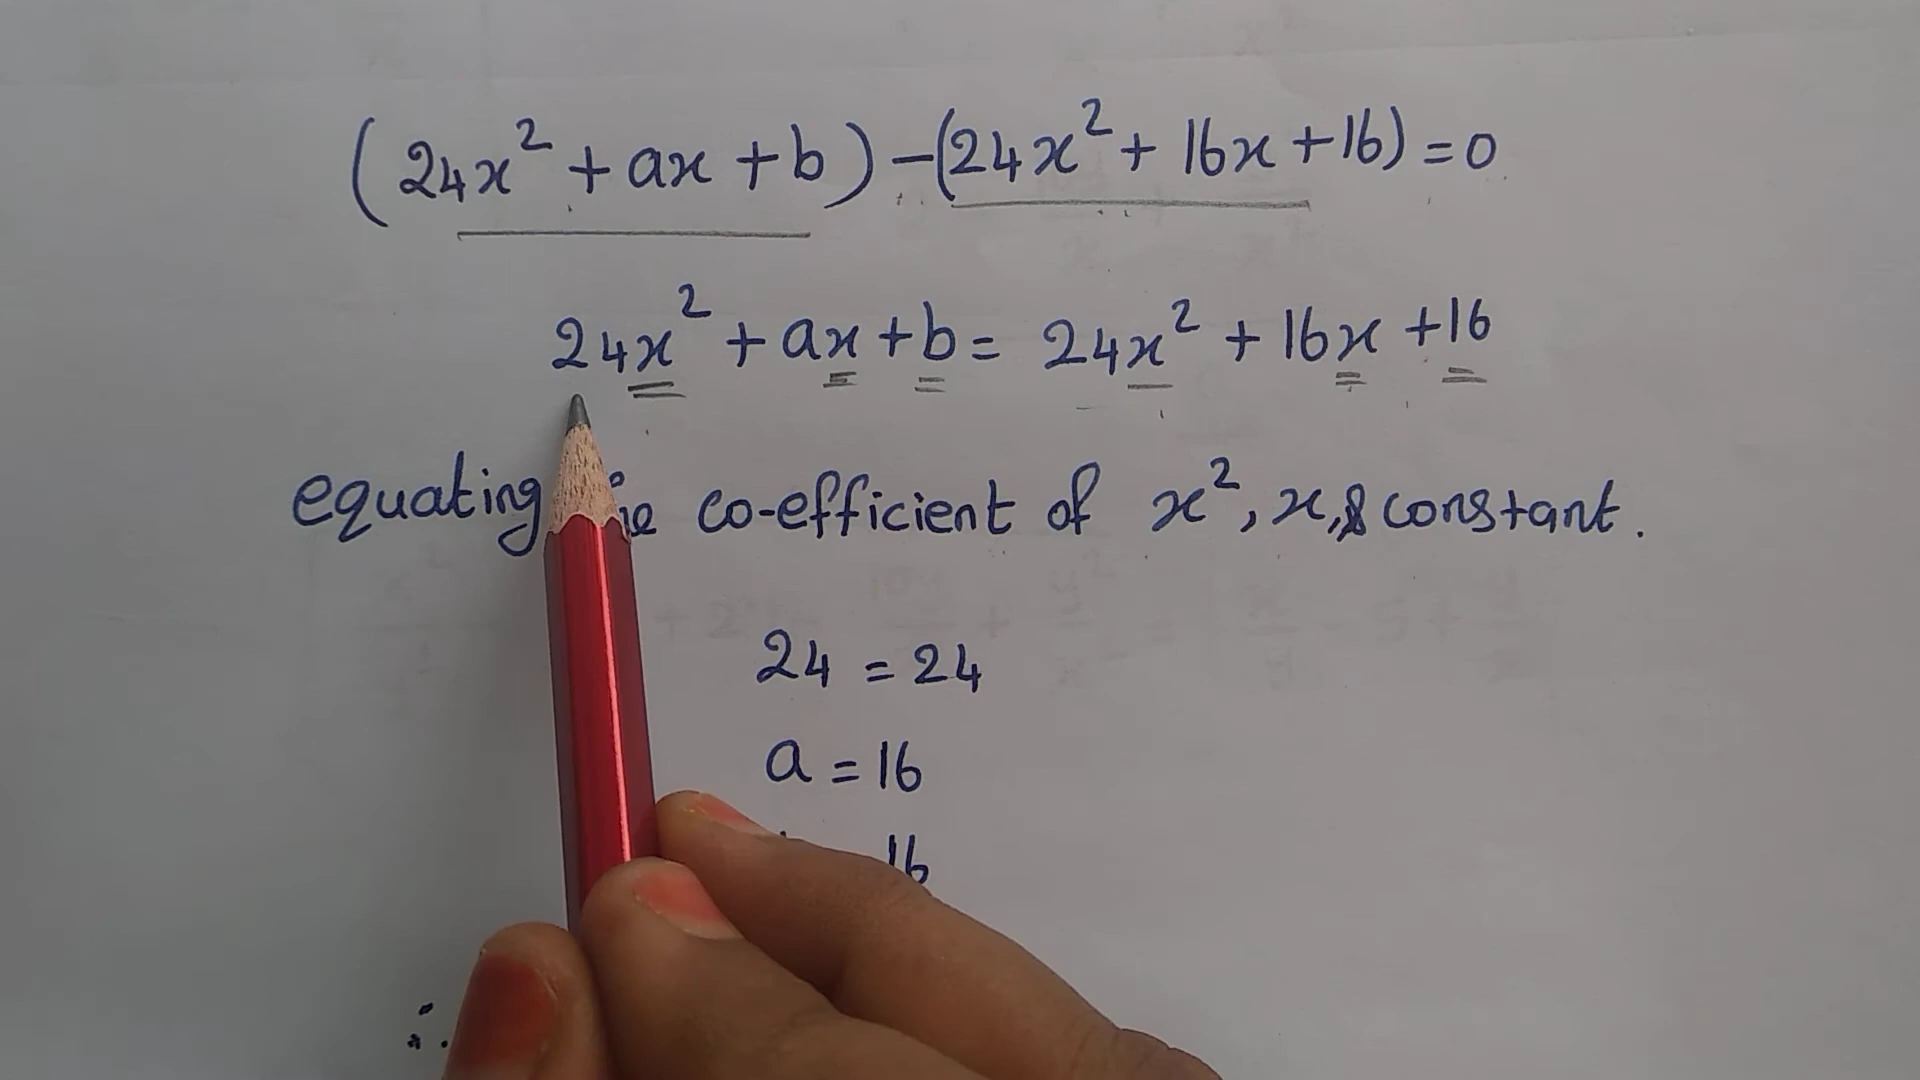 (24x² + ax + b) - (24x² + 16x + 16) = 0
24x² + ax + b = 24x² + 16x + 16
equating co-efficient of x², x, & constant.
24 = 24
a = 16
16
∴